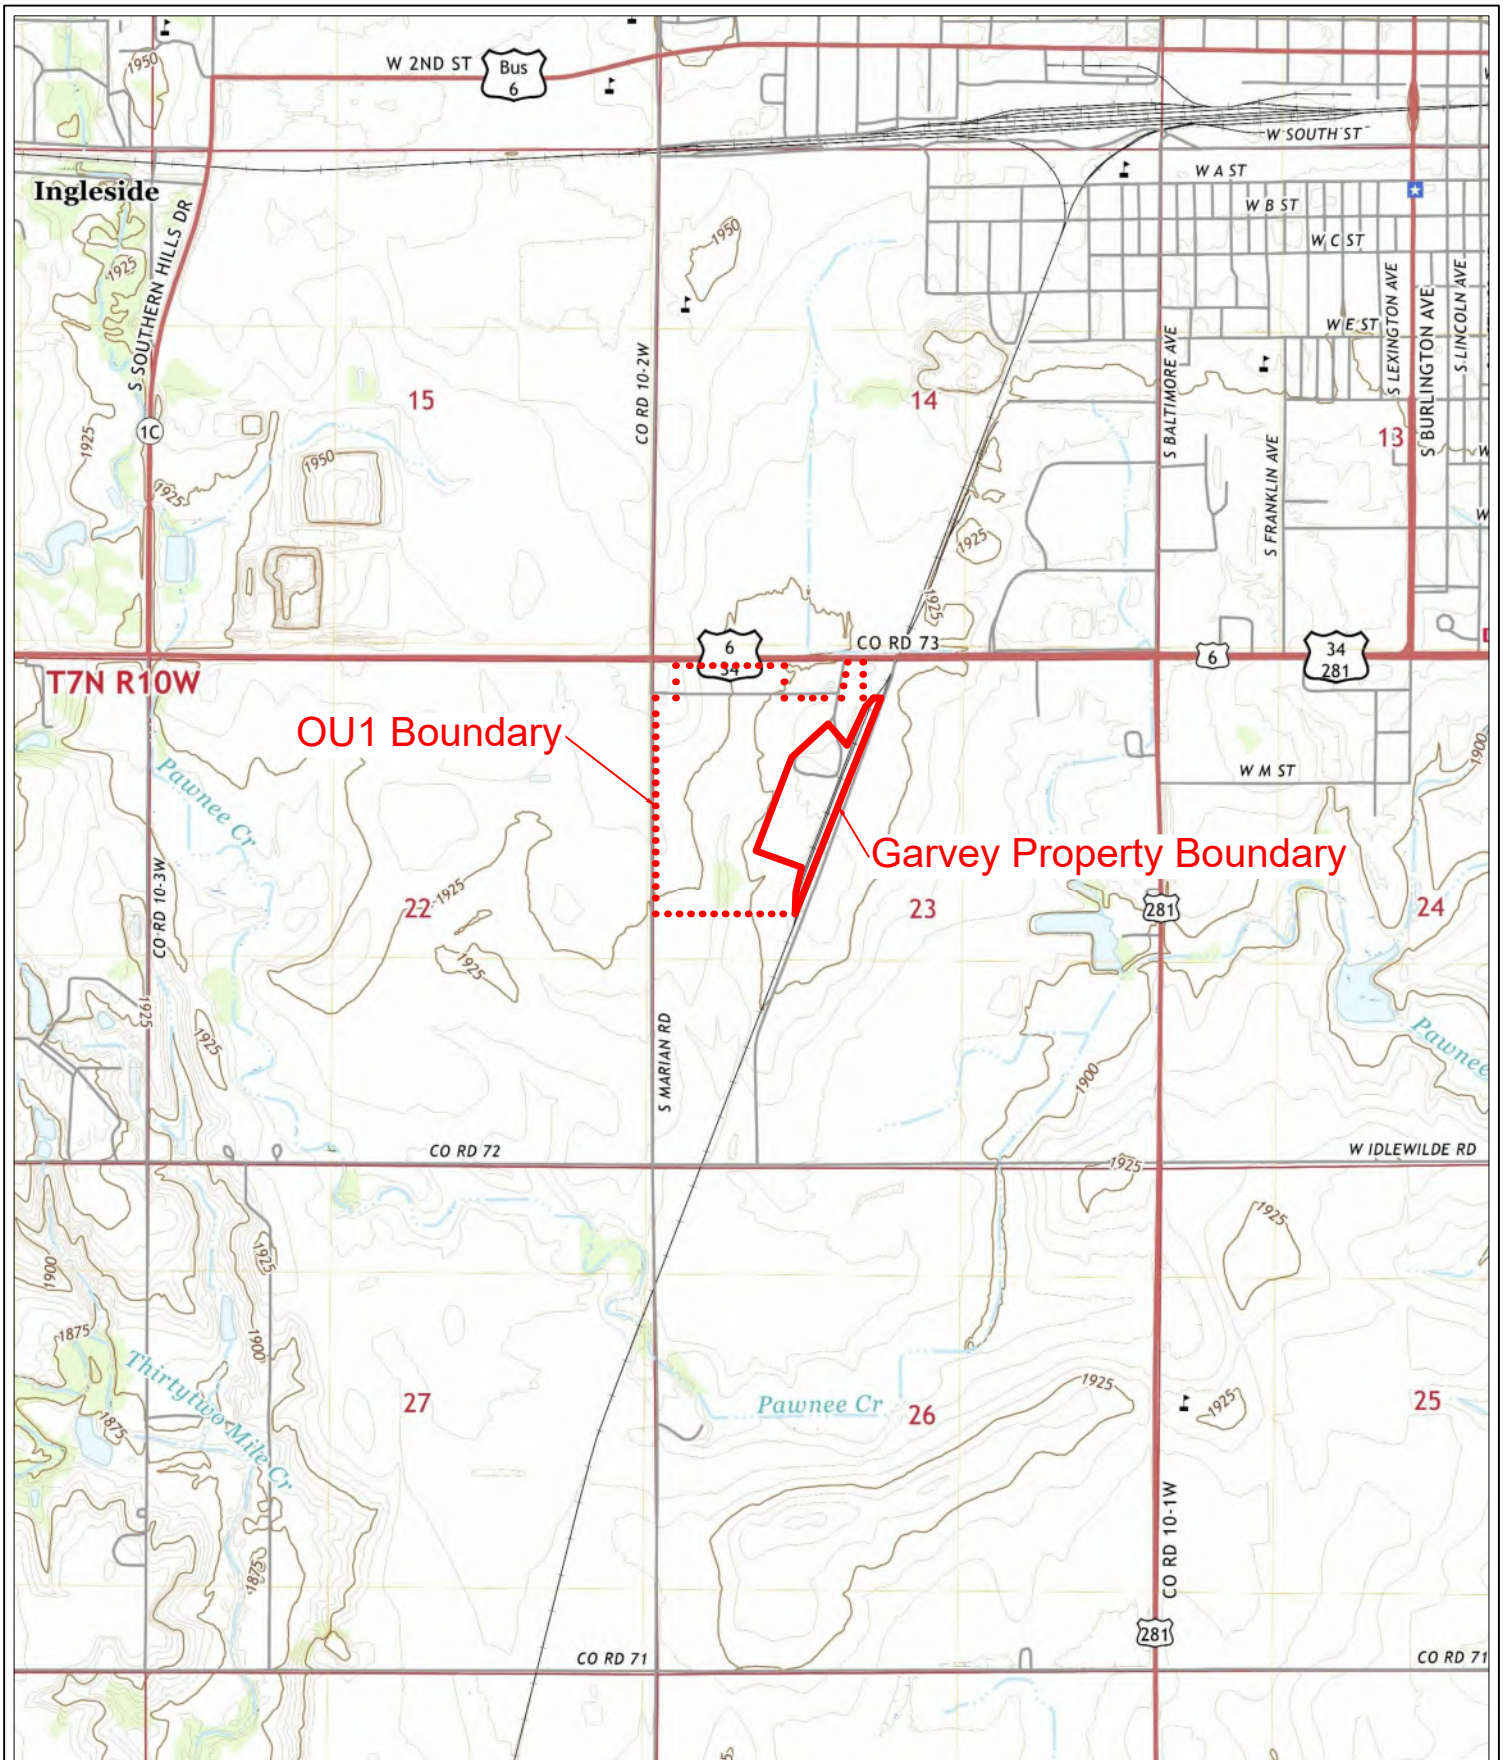 1950
W 2ND ST
Bus
6
W SOUTH ST
W A ST
Ingleside
W B ST
W C ST
1950
1925
S SOUTHERN HILLS DR
W E ST
S LEXINGTON AVE
S BURLINGTON AVE
S LINCOLN AVE
CO RD 10-2W
S BALTIMORE AVE
15
14
13
1C
1925
1950
1925
S FRANKLIN AVE
W
W
1925
1925
6
34
CO RD 73
6
34
281
T7N R10W
OU1 Boundary
Pawnee Cr
W M ST
1900
Garvey Property Boundary
CO RD 10-3W
22
1925
23
281
24
1925
1925
1925
S MARIAN RD
Pawnee
1900
CO RD 72
W IDLEWILDE RD
1925
1925
1925
1900
1900
1875
Thirtytwo Mile Cr
27
Pawnee Cr
26
1925
1925
25
1875
CO RD 10-1W
1875
281
CO RD 71
CO RD 71